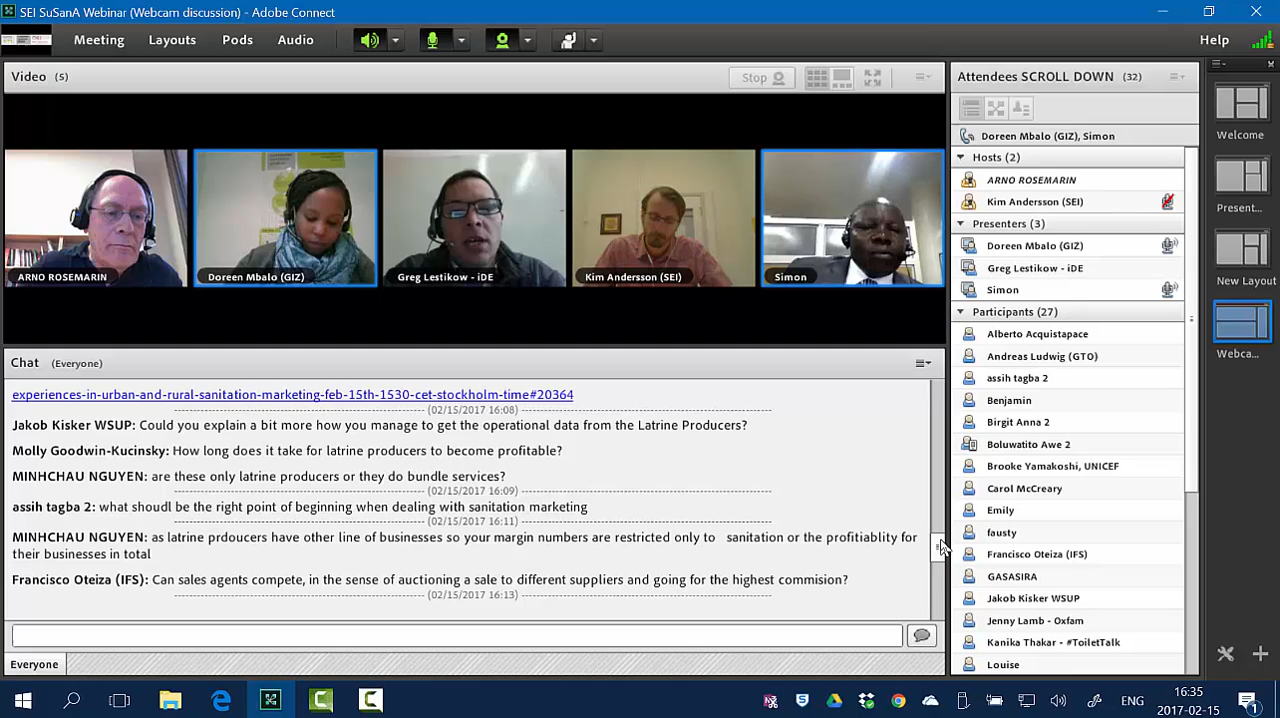 SEI SuSanA Webinar (Webcam discussion) - Adobe Connect
Meeting Layouts Pods Audio Help
Video (5) Stop
ARNO ROSEMARIN
Doreen Mbalo (GIZ)
Greg Lestikow - iDE
Kim Andersson (SEI)
Simon
Chat (Everyone)
experiences-in-urban-and-rural-sanitation-marketing-feb-15th-1530-cet-stockholm-time#20364
(02/15/2017 16:08)
Jakob Kisker WSUP: Could you explain a bit more how you manage to get the operational data from the Latrine Producers?
Molly Goodwin-Kucinsky: How long does it take for latrine producers to become profitable?
MINHCHAU NGUYEN: are these only latrine producers or they do bundle services?
(02/15/2017 16:09)
assih tagba 2: what shoudl be the right point of beginning when dealing with sanitation marketing
(02/15/2017 16:11)
MINHCHAU NGUYEN: as latrine prdoucers have other line of businesses so your margin numbers are restricted only to sanitation or the profitiablity for
their businesses in total
Francisco Oteiza (IFS): Can sales agents compete, in the sense of auctioning a sale to different suppliers and going for the highest commision?
(02/15/2017 16:13)
Everyone
Attendees SCROLL DOWN (32)
Doreen Mbalo (GIZ), Simon
Hosts (2)
ARNO ROSEMARIN
Kim Andersson (SEI)
Presenters (3)
Doreen Mbalo (GIZ)
Greg Lestikow - iDE
Simon
Participants (27)
Alberto Acquistapace
Andreas Ludwig (GTO)
assih tagba 2
Benjamin
Birgit Anna 2
Boluwatito Awe 2
Brooke Yamakoshi, UNICEF
Carol McCreary
Emily
fausty
Francisco Oteiza (IFS)
GASASIRA
Jakob Kisker WSUP
Jenny Lamb - Oxfam
Kanika Thakar - #ToiletTalk
Louise
Welcome
Present...
New Layout
Webca...
ENG
16:35
2017-02-15
1